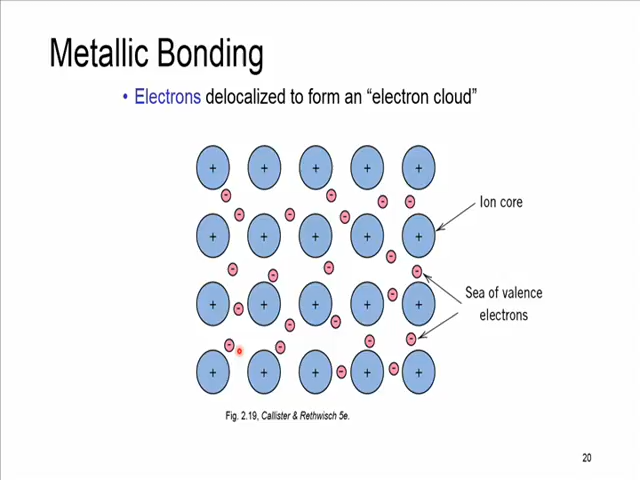 Metallic Bonding
• Electrons delocalized to form an “electron cloud”
+ + + + +
- - - -
- - -
+ + + + +
-
- - - -
-
+ + + + +
-
- -
- -
- -
+ + + + +
- -
Ion core
Sea of valence
electrons
Fig. 2.19, Callister & Rethwisch 5e.
20